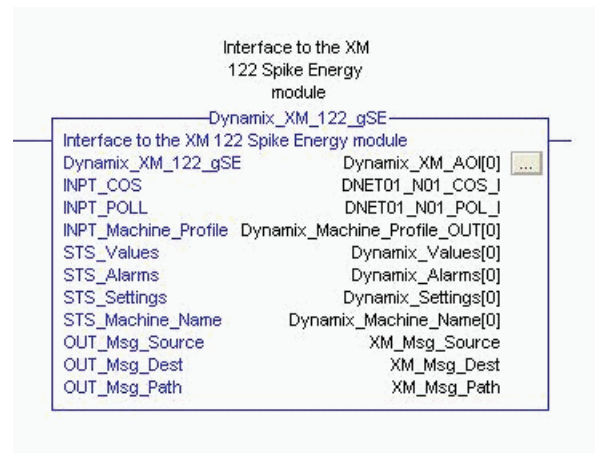 Interface to the XM
122 Spike Energy
module
Dynamix_XM_122_gSE
Interface to the XM 122 Spike Energy module
Dynamix_XM_122_gSE Dynamix_XM_AOI[0] ...
INPT_COS DNET01_N01_COS_I
INPT_POLL DNET01_N01_POL_I
INPT_Machine_Profile Dynamix_Machine_Profile_OUT[0]
STS_Values Dynamix_Values[0]
STS_Alarms Dynamix_Alarms[0]
STS_Settings Dynamix_Settings[0]
STS_Machine_Name Dynamix_Machine_Name[0]
OUT_Msg_Source XM_Msg_Source
OUT_Msg_Dest XM_Msg_Dest
OUT_Msg_Path XM_Msg_Path